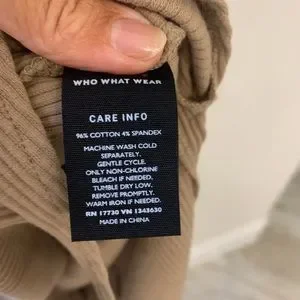 WHO WHAT WEAR
CARE INFO
96% COTTON 4% SPANDEX
MACHINE WASH COLD
SEPARATELY.
GENTLE CYCLE.
ONLY NON-CHLORINE
BLEACH IF NEEDED.
TUMBLE DRY LOW.
REMOVE PROMPTLY.
WARM IRON IF NEEDED.
RN 17730 VN 1343630
MADE IN CHINA